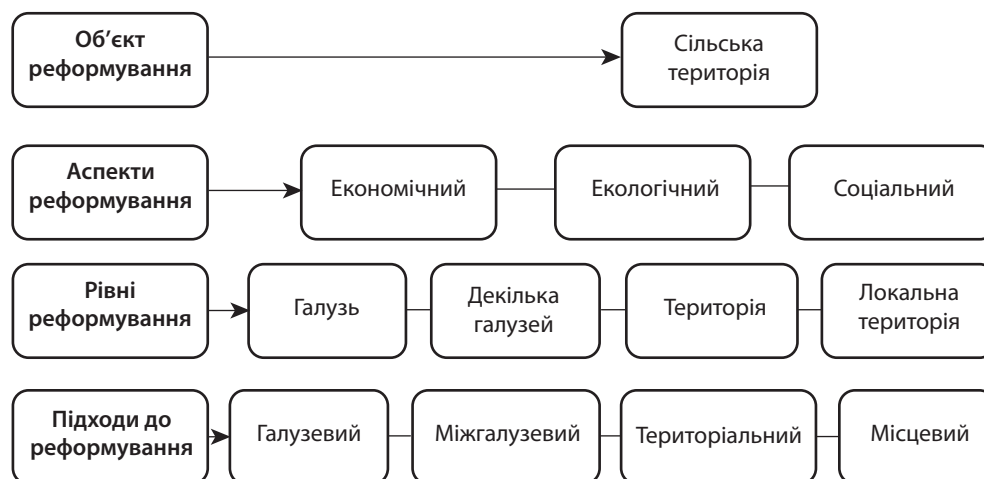 Об’єкт
реформування
Сільська
територія
Аспекти
реформування
Економічний
Екологічний
Соціальний
Рівні
реформування
Галузь
Декілька
галузей
Територія
Локальна
територія
Підходи до
реформування
Галузевий
Міжгалузевий
Територіальний
Місцевий